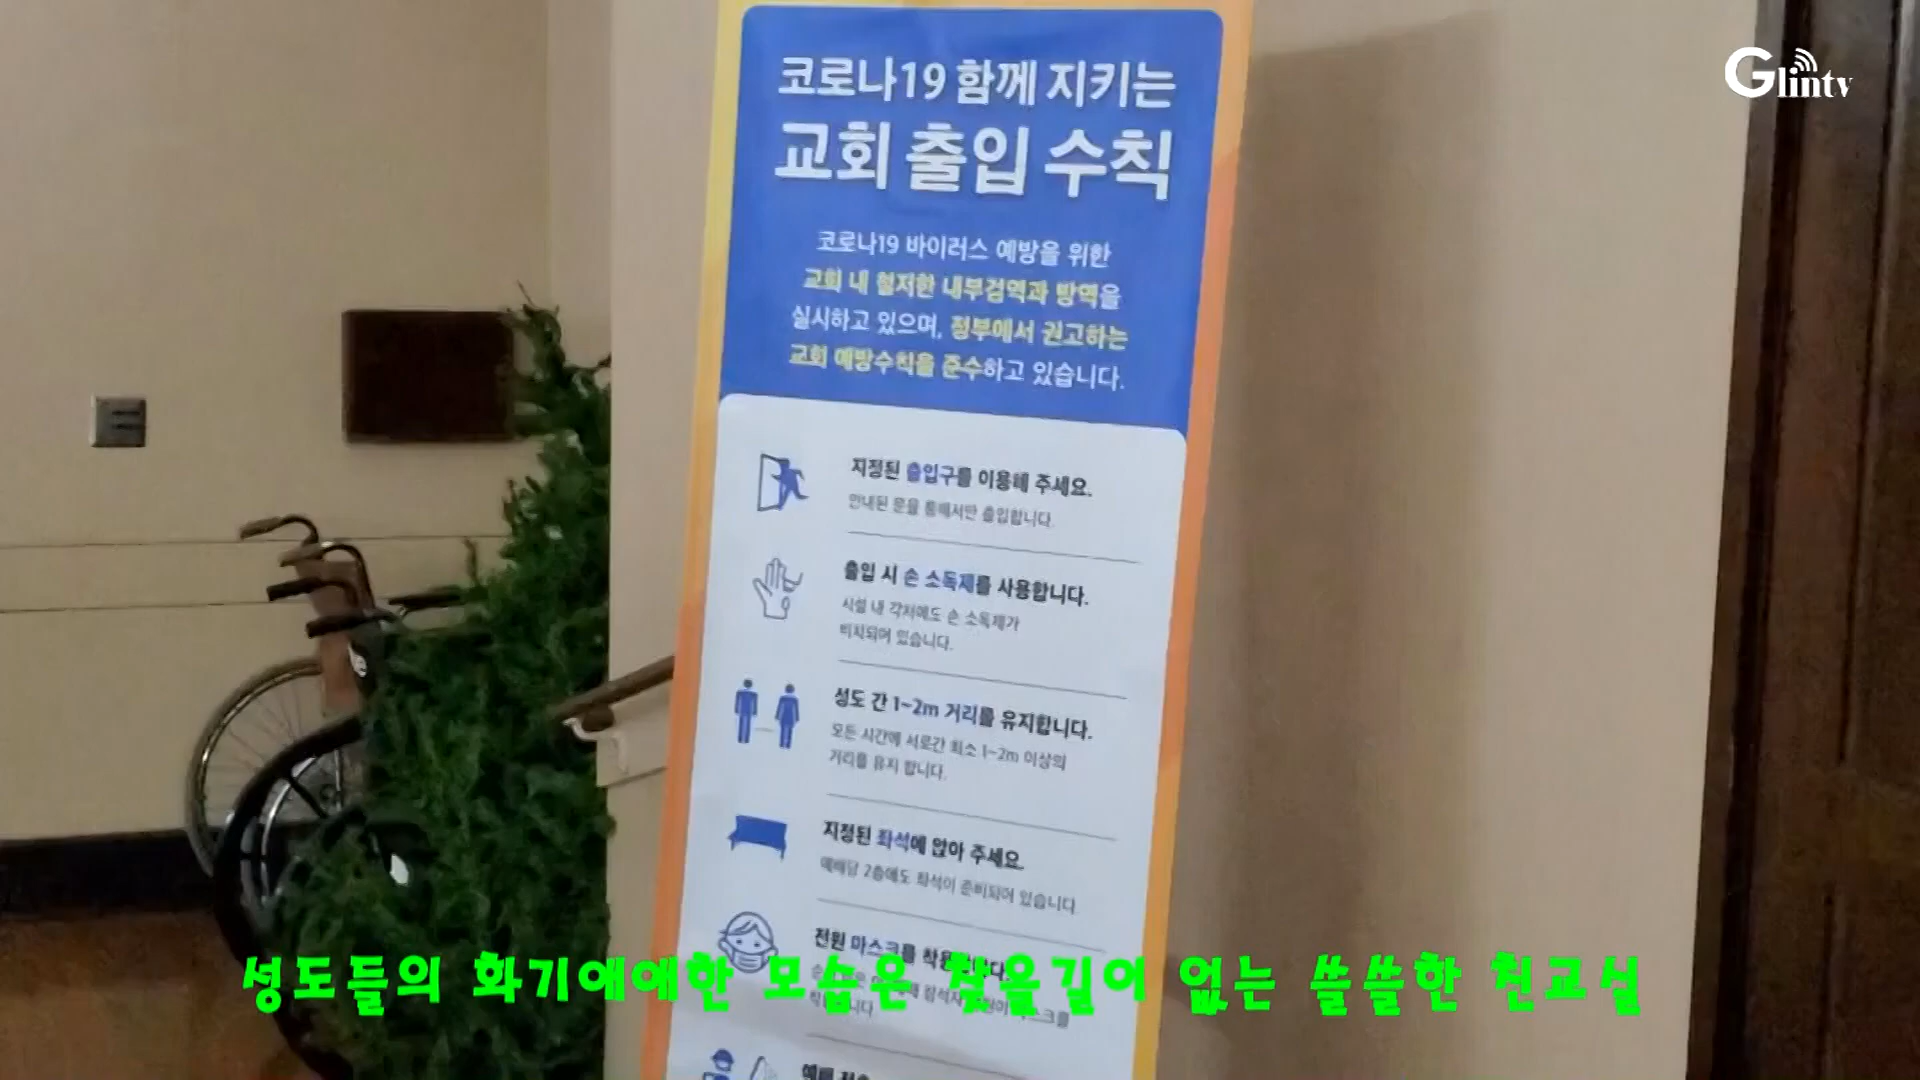 Glintv
코로나19 함께 지키는
교회 출입 수칙
코로나19 바이러스 예방을 위한
교회 내 철저한 내부검역과 방역을
실시하고 있으며, 정부에서 권고하는
교회 예방수칙을 준수하고 있습니다.
지정된 출입구를 이용해 주세요.
안내된 문을 통해서만 출입합니다.
출입 시 손 소독제를 사용합니다.
시설 내 각처에도 손 소독제가
비치되어 있습니다.
성도 간 1~2m 거리를 유지합니다.
모든 시간에 서로간 최소 1~2m 이상의
거리를 유지 합니다.
지정된 좌석에 앉아 주세요.
예배당 2층에도 좌석이 준비되어 있습니다.
전원 마스크를
성도들의 화기애애한 모습은 찾을길이 없는 쓸쓸한 친교실